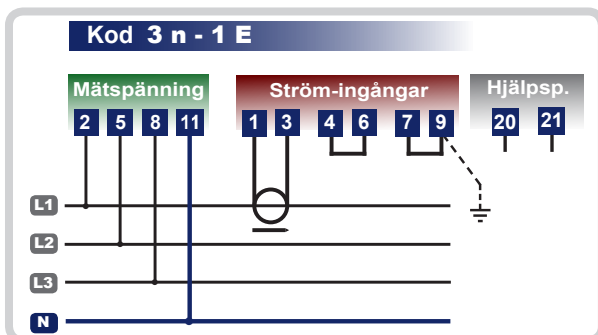 Kod 3 n - 1 E
Mätspänning Ström-ingångar Hjälpsp.
2 5 8 11 1 3 4 6 7 9 20 21
L1
L2
L3
N